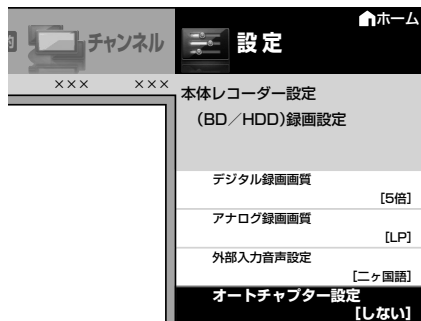 ホーム
チャンネル
設定
×××
×××
本体レコーダー設定
(BD／HDD)録画設定
デジタル録画画質
[5倍]
アナログ録画画質
[LP]
外部入力音声設定
[二ヶ国語]
オートチャプター設定
[しない]